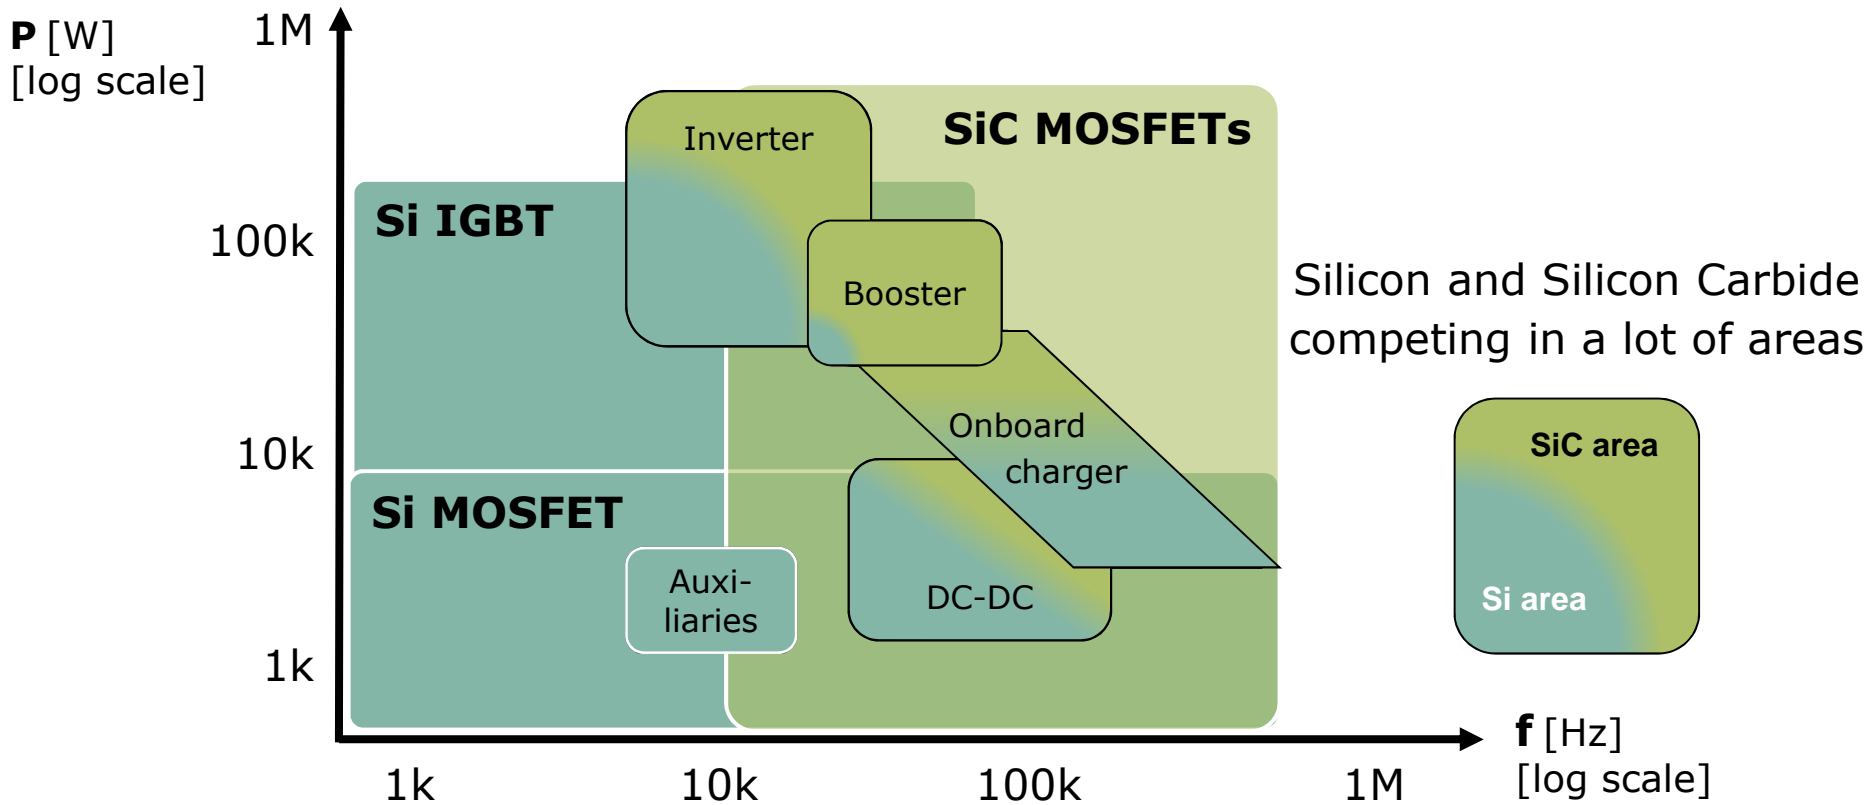 P [W]
[log scale]
1M
100k
10k
1k
Inverter
SiC MOSFETs
Si IGBT
Booster
Onboard
charger
Si MOSFET
Auxi-
liaries
DC-DC
Silicon and Silicon Carbide
competing in a lot of areas
SiC area
Si area
f [Hz]
[log scale]
1k
10k
100k
1M